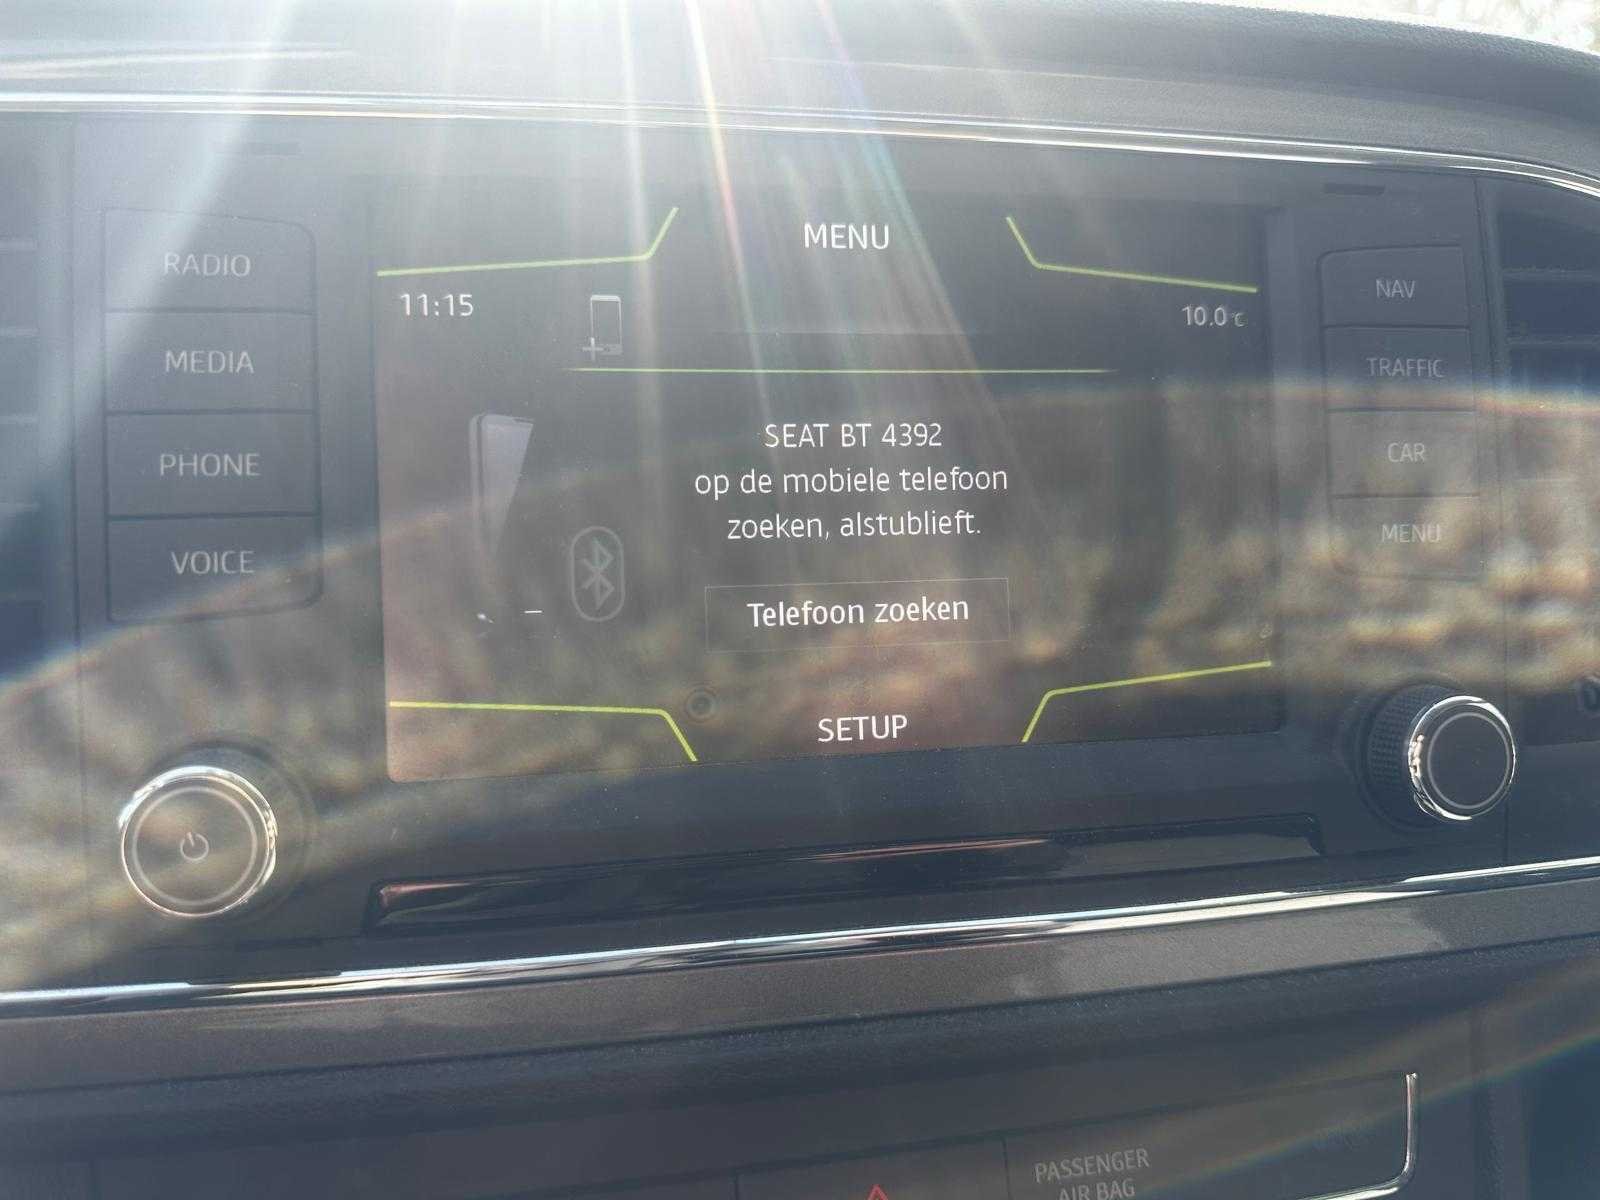 MENU
RADIO
MEDIA
PHONE
VOICE
11:15
10.0°C
SEAT BT 4392
op de mobiele telefoon
zoeken, alstublieft.
Telefoon zoeken
SETUP
NAV
TRAFFIC
CAR
MENU
PASSENGER
AIR BAG